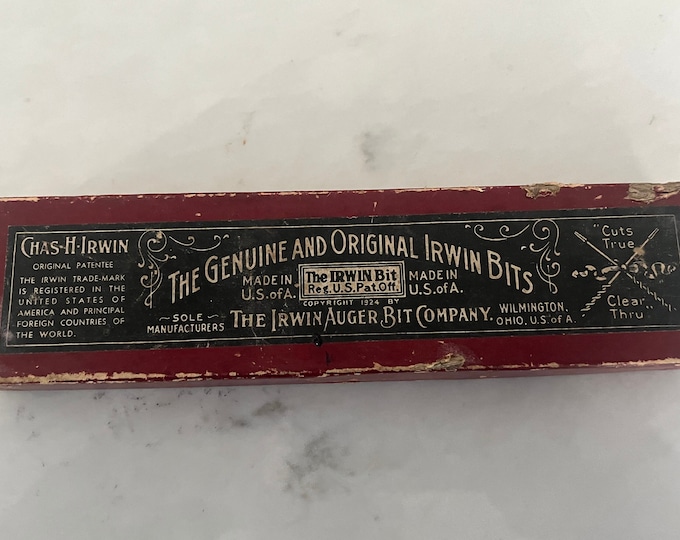 CHAS·H·IRWIN
ORIGINAL PATENTEE
THE IRWIN TRADE-MARK
IS REGISTERED IN THE
UNITED STATES OF
AMERICA AND PRINCIPAL
FOREIGN COUNTRIES OF
THE WORLD.
THE GENUINE AND ORIGINAL IRWIN BITS
MADE IN
U.S.of A.
The IRWIN Bit
Reg. U.S. Pat. Off.
MADE IN
U.S.of A.
COPYRIGHT 1924 BY
SOLE
MANUFACTURERS
THE IRWIN AUGER BIT COMPANY.
WILMINGTON,
OHIO. U.S.of A.
"Cuts
True
Clear
Thru"